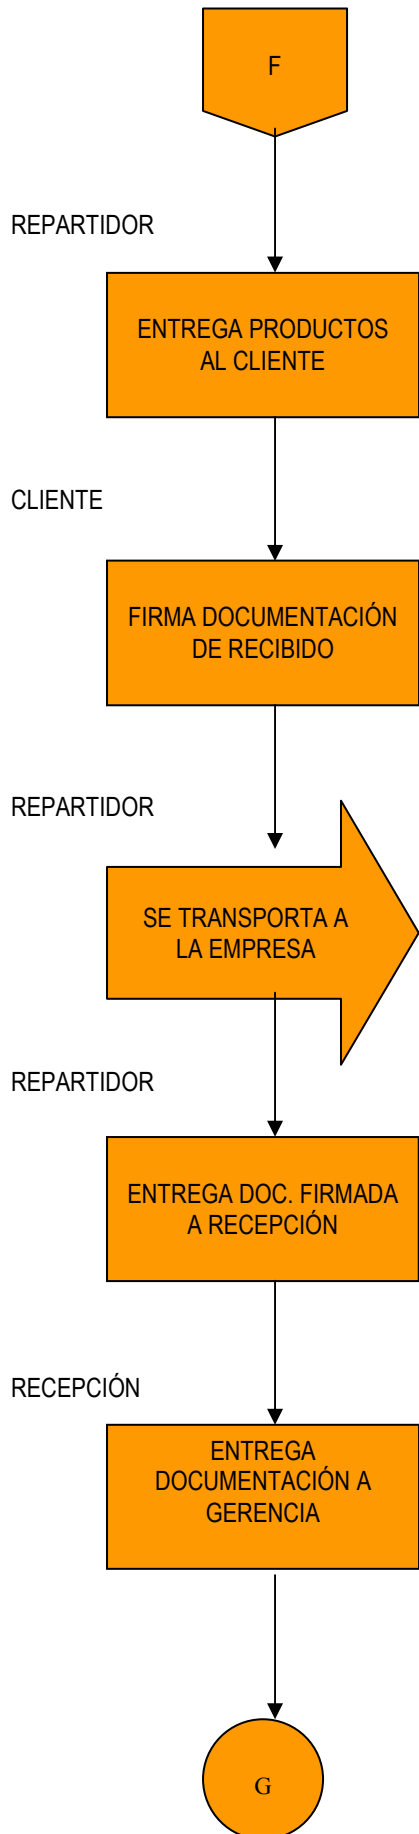 F
REPARTIDOR
ENTREGA PRODUCTOS
AL CLIENTE
CLIENTE
FIRMA DOCUMENTACIÓN
DE RECIBIDO
REPARTIDOR
SE TRANSPORTA A
LA EMPRESA
REPARTIDOR
ENTREGA DOC. FIRMADA
A RECEPCIÓN
RECEPCIÓN
ENTREGA
DOCUMENTACIÓN A
GERENCIA
G